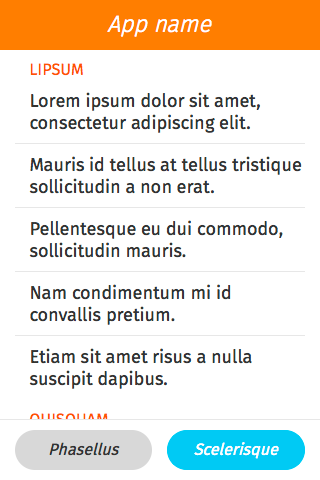 App name
LIPSUM
Lorem ipsum dolor sit amet,
consectetur adipiscing elit.
Mauris id tellus at tellus tristique
sollicitudin a non erat.
Pellentesque eu dui commodo,
sollicitudin mauris.
Nam condimentum mi id
convallis pretium.
Etiam sit amet risus a nulla
suscipit dapibus.
QUISQUAM
Phasellus
Scelerisque